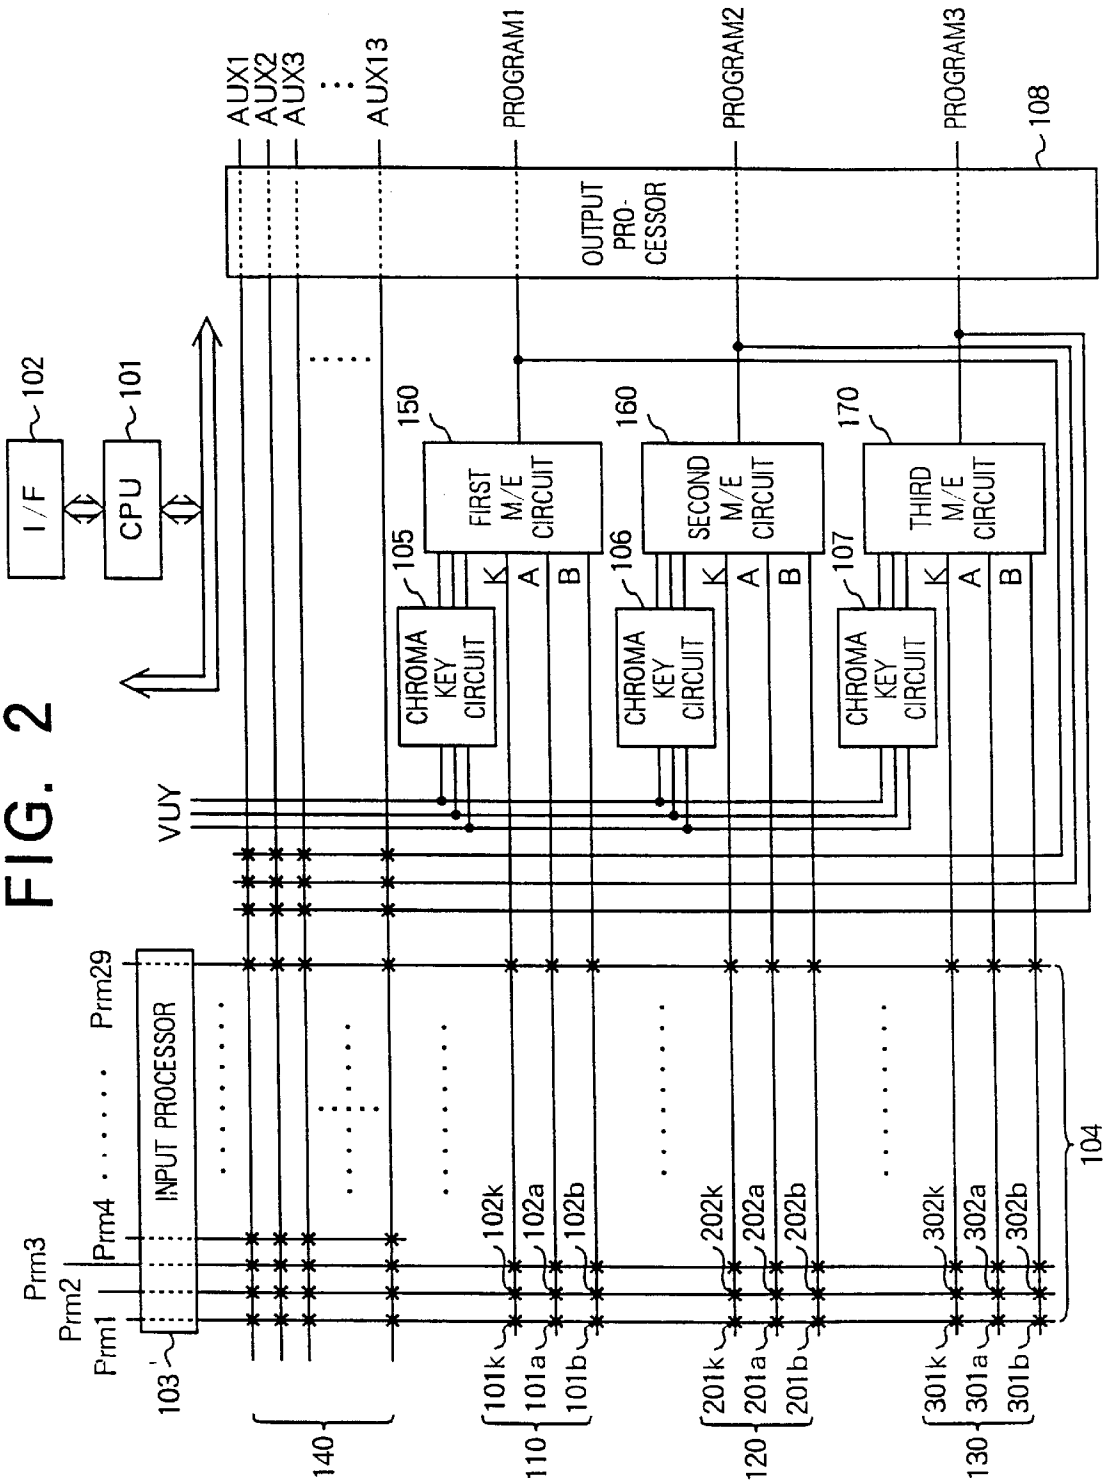 FIG. 2
I/F
102
CPU
101
AUX1
AUX2
AUX3
AUX13
PROGRAM1
PROGRAM2
PROGRAM3
OUTPUT
PRO-
CESSOR
108
VUY
CHROMA
KEY
CIRCUIT
105
FIRST
M/E
CIRCUIT
150
K
A
B
CHROMA
KEY
CIRCUIT
106
SECOND
M/E
CIRCUIT
160
K
A
B
CHROMA
KEY
CIRCUIT
107
THIRD
M/E
CIRCUIT
170
K
A
B
Prm1
Prm2
Prm3
Prm4
Prm29
INPUT PROCESSOR
103
140
110
101k
101a
101b
102k
102a
102b
120
201k
201a
201b
202k
202a
202b
130
301k
301a
301b
302k
302a
302b
104